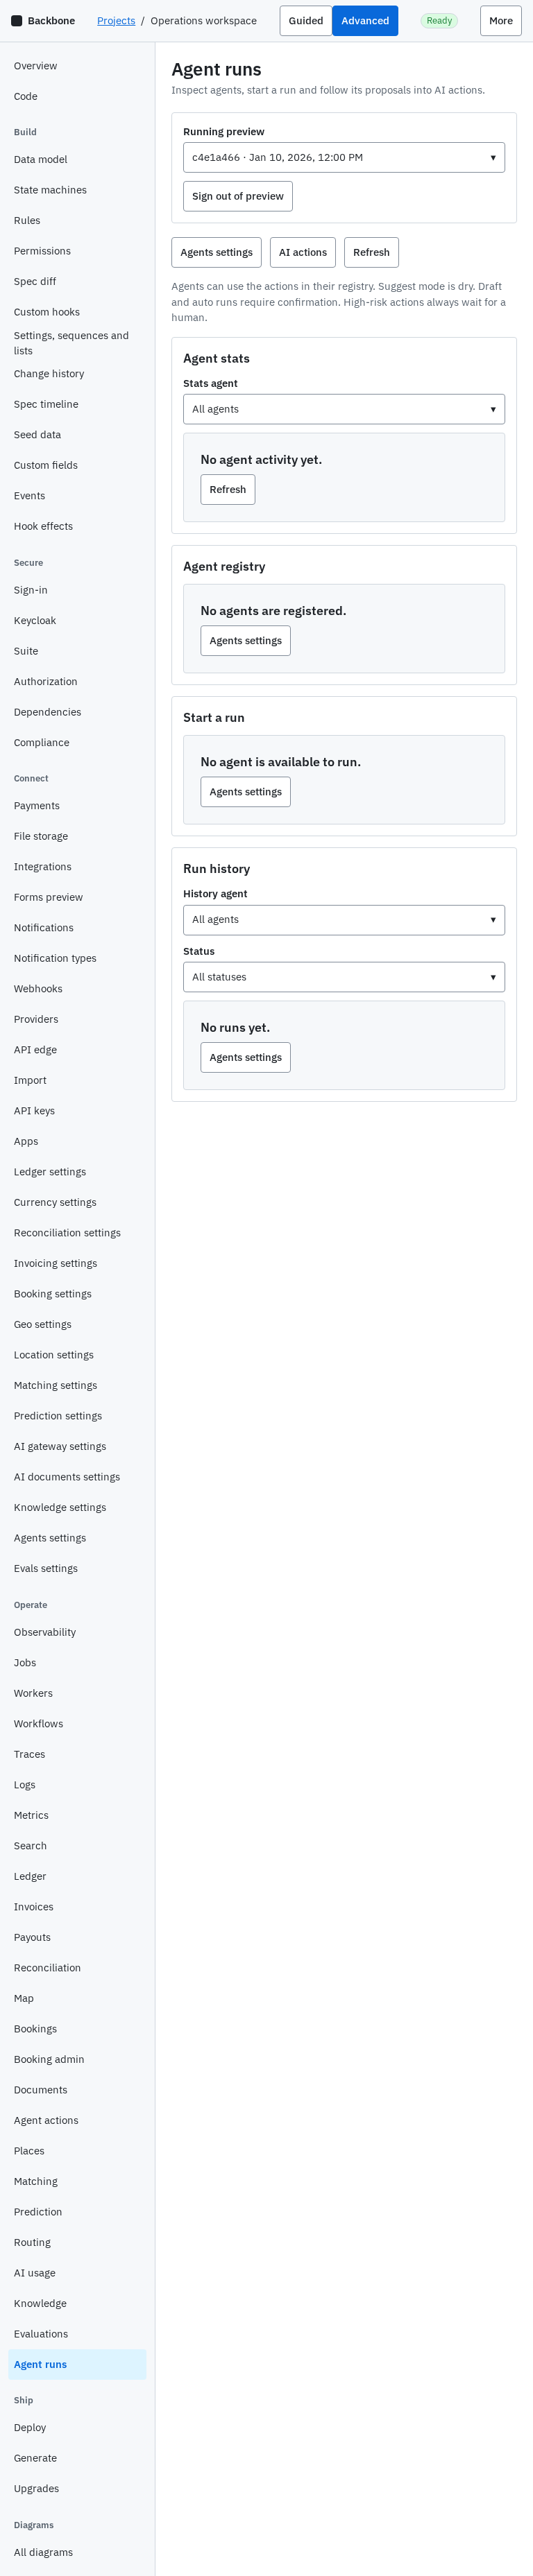 Backbone
Projects / Operations workspace
Guided
Advanced
Ready
More
Overview
Code
Build
Data model
State machines
Rules
Permissions
Spec diff
Custom hooks
Settings, sequences and
lists
Change history
Spec timeline
Seed data
Custom fields
Events
Hook effects
Secure
Sign-in
Keycloak
Suite
Authorization
Dependencies
Compliance
Connect
Payments
File storage
Integrations
Forms preview
Notifications
Notification types
Webhooks
Providers
API edge
Import
API keys
Apps
Ledger settings
Currency settings
Reconciliation settings
Invoicing settings
Booking settings
Geo settings
Location settings
Matching settings
Prediction settings
AI gateway settings
AI documents settings
Knowledge settings
Agents settings
Evals settings
Operate
Observability
Jobs
Workers
Workflows
Traces
Logs
Metrics
Search
Ledger
Invoices
Payouts
Reconciliation
Map
Bookings
Booking admin
Documents
Agent actions
Places
Matching
Prediction
Routing
AI usage
Knowledge
Evaluations
Agent runs
Ship
Deploy
Generate
Upgrades
Diagrams
All diagrams
Agent runs
Inspect agents, start a run and follow its proposals into AI actions.
Running preview
c4e1a466 · Jan 10, 2026, 12:00 PM
Sign out of preview
Agents settings
AI actions
Refresh
Agents can use the actions in their registry. Suggest mode is dry. Draft
and auto runs require confirmation. High-risk actions always wait for a
human.
Agent stats
Stats agent
All agents
No agent activity yet.
Refresh
Agent registry
No agents are registered.
Agents settings
Start a run
No agent is available to run.
Agents settings
Run history
History agent
All agents
Status
All statuses
No runs yet.
Agents settings